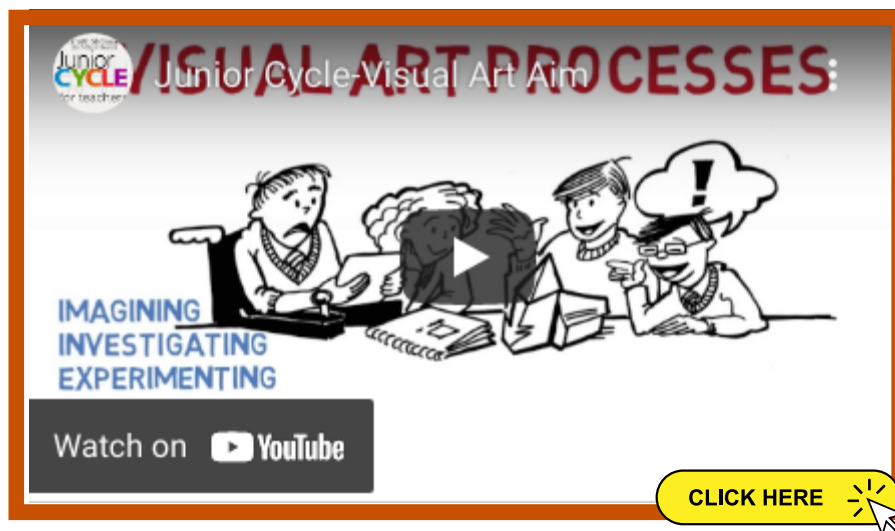 VISUAL ART PROCESSES
Junior CYCLE for teachers
Junior Cycle-Visual Art Aim
!
IMAGINING
INVESTIGATING
EXPERIMENTING
Watch on YouTube
CLICK HERE